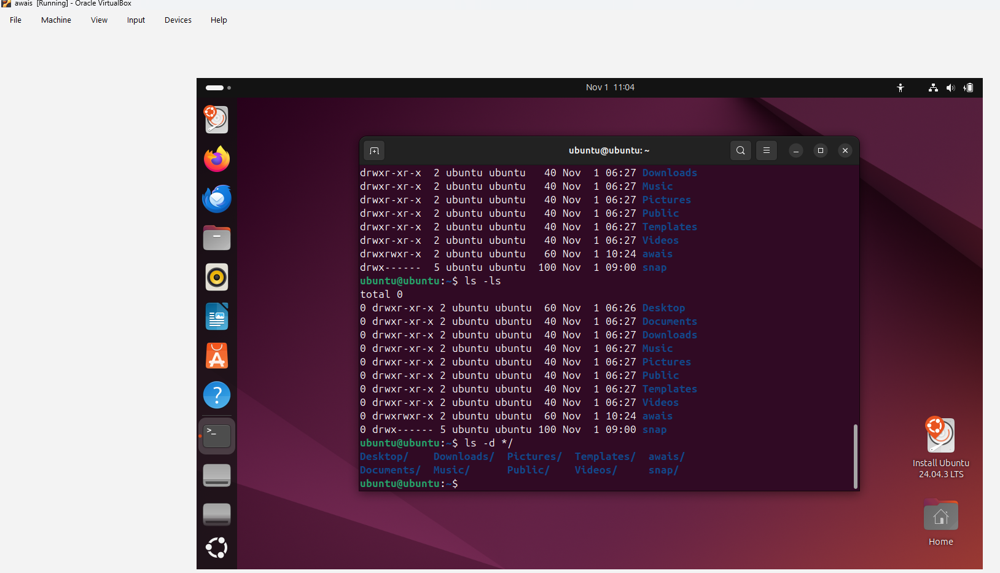 awais [Running] - Oracle VirtualBox
File Machine View Input Devices Help
Nov 1 11:04
ubuntu@ubuntu: ~
drwxr-xr-x  2 ubuntu ubuntu   40 Nov  1 06:27 Downloads
drwxr-xr-x  2 ubuntu ubuntu   40 Nov  1 06:27 Music
drwxr-xr-x  2 ubuntu ubuntu   40 Nov  1 06:27 Pictures
drwxr-xr-x  2 ubuntu ubuntu   40 Nov  1 06:27 Public
drwxr-xr-x  2 ubuntu ubuntu   40 Nov  1 06:27 Templates
drwxr-xr-x  2 ubuntu ubuntu   40 Nov  1 06:27 Videos
drwxrwxr-x  2 ubuntu ubuntu   60 Nov  1 10:24 awais
drwx------  5 ubuntu ubuntu  100 Nov  1 09:00 snap
ubuntu@ubuntu:~$ ls -ls
total 0
0 drwxr-xr-x 2 ubuntu ubuntu  60 Nov  1 06:26 Desktop
0 drwxr-xr-x 2 ubuntu ubuntu  40 Nov  1 06:27 Documents
0 drwxr-xr-x 2 ubuntu ubuntu  40 Nov  1 06:27 Downloads
0 drwxr-xr-x 2 ubuntu ubuntu  40 Nov  1 06:27 Music
0 drwxr-xr-x 2 ubuntu ubuntu  40 Nov  1 06:27 Pictures
0 drwxr-xr-x 2 ubuntu ubuntu  40 Nov  1 06:27 Public
0 drwxr-xr-x 2 ubuntu ubuntu  40 Nov  1 06:27 Templates
0 drwxr-xr-x 2 ubuntu ubuntu  40 Nov  1 06:27 Videos
0 drwxrwxr-x 2 ubuntu ubuntu  60 Nov  1 10:24 awais
0 drwx------ 5 ubuntu ubuntu 100 Nov  1 09:00 snap
ubuntu@ubuntu:~$ ls -d */
Desktop/    Downloads/  Pictures/  Templates/  awais/
Documents/  Music/      Public/    Videos/     snap/
ubuntu@ubuntu:~$
Install Ubuntu
24.04.3 LTS
Home